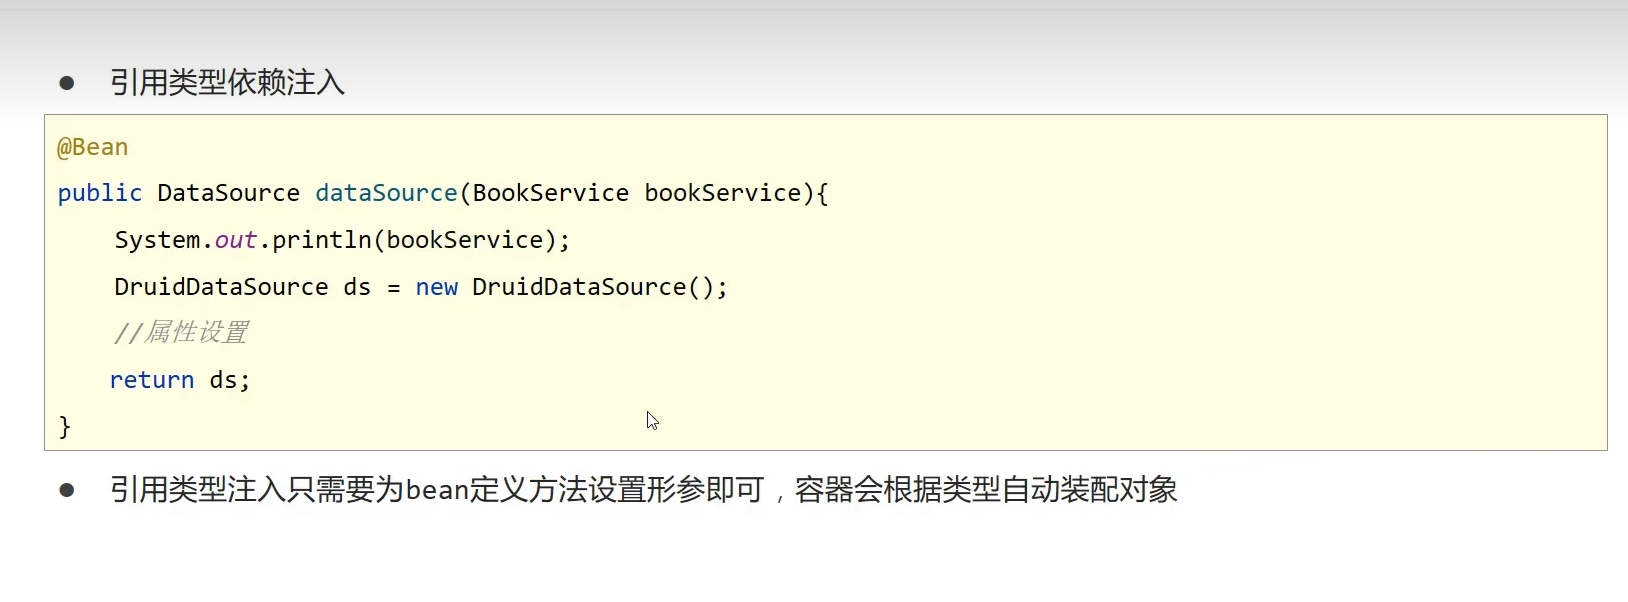 ● 引用类型依赖注入
@Bean
public DataSource dataSource(BookService bookService){
System.out.println(bookService);
DruidDataSource ds = new DruidDataSource();
//属性设置
return ds;
}
● 引用类型注入只需要为bean定义方法设置形参即可，容器会根据类型自动装配对象